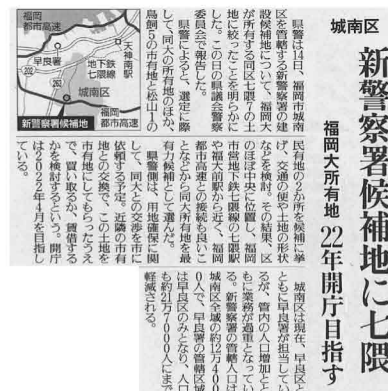 城南区
新警察署候補地に七隈
福岡大所有地 22年開庁目指す
県警は14日、福岡市城南
区を管轄する新警察署の建
設候補地について、福岡大
が所有する同区七隈7の土
地に絞ったことを明らかに
した。この日の県議会警察
委員会で報告した。
県警によると、選定に際
して、同大の所有地のほか、
鳥飼5の市有地と松山1の
民有地の2か所を候補に挙
げ、交通の便や土地の形状
などを検討。その結果、区
のほぼ中央に位置し、福岡
市営地下鉄七隈線の七隈駅
や福大前駅から近く、福岡
都市高速との接続も良いこ
となどから同大所有地を最
有力候補として選んだ。
県警側は、用地確保に関
して、同大との交渉を市に
依頼する予定。近隣の市有
地との交換で、この土地を
市有地にしてもらったうえ
で、買い取るか、賃借する
かを検討するという。開庁
は2022年4月を目指し
ている。
城南区は現在、早良区と
ともに早良署が担当してい
るが、管内の人口増加とと
もに業務が過重となってい
る。新警察署の管轄人口は
城南区全域の約12万400
0人で、早良署の管轄区域
は早良区のみとなり、人口
も約21万7000人にまで
軽減される。
福岡
都市高速
早良署
天神南駅
地下鉄
七隈線
202
263
城南区
福岡
都市高速
新警察署候補地